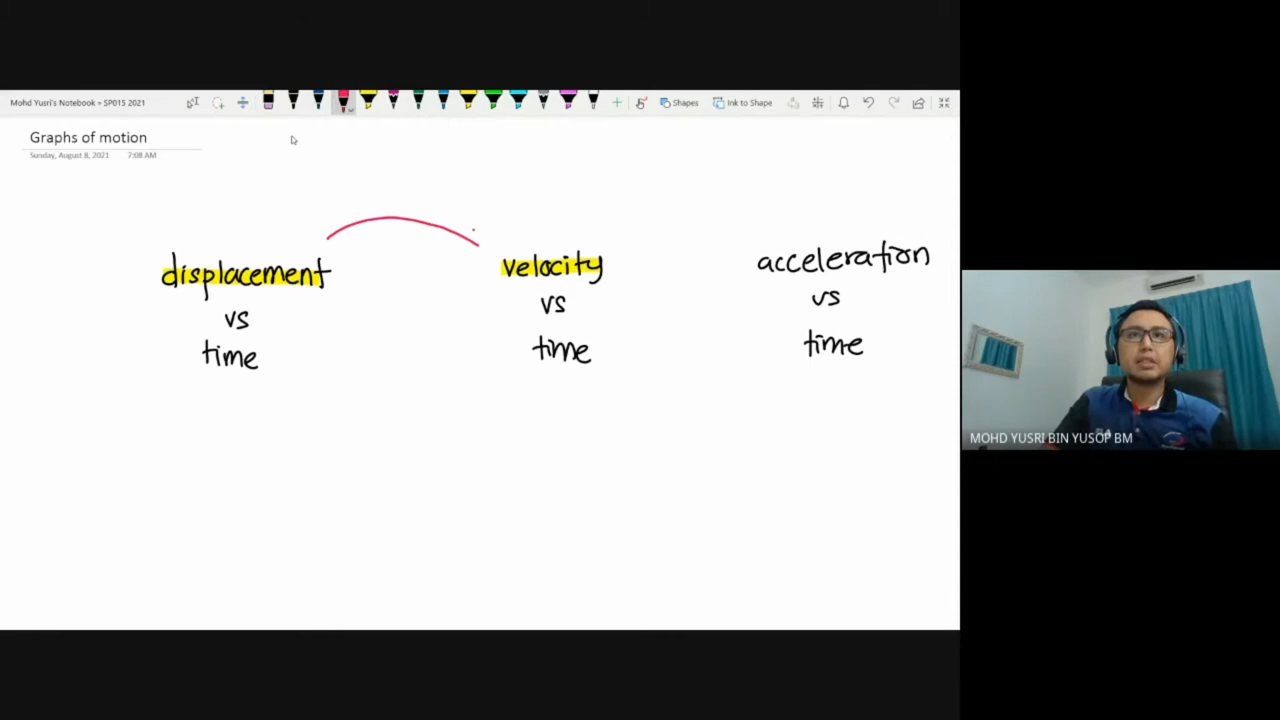 Mohd Yusri's Notebook » SP015 2021
Shapes
Ink to Shape
Graphs of motion
Sunday, August 8, 2021 7:08 AM
displacement
vs
time
velocity
vs
time
acceleration
vs
time
MOHD YUSRI BIN YUSOP BM